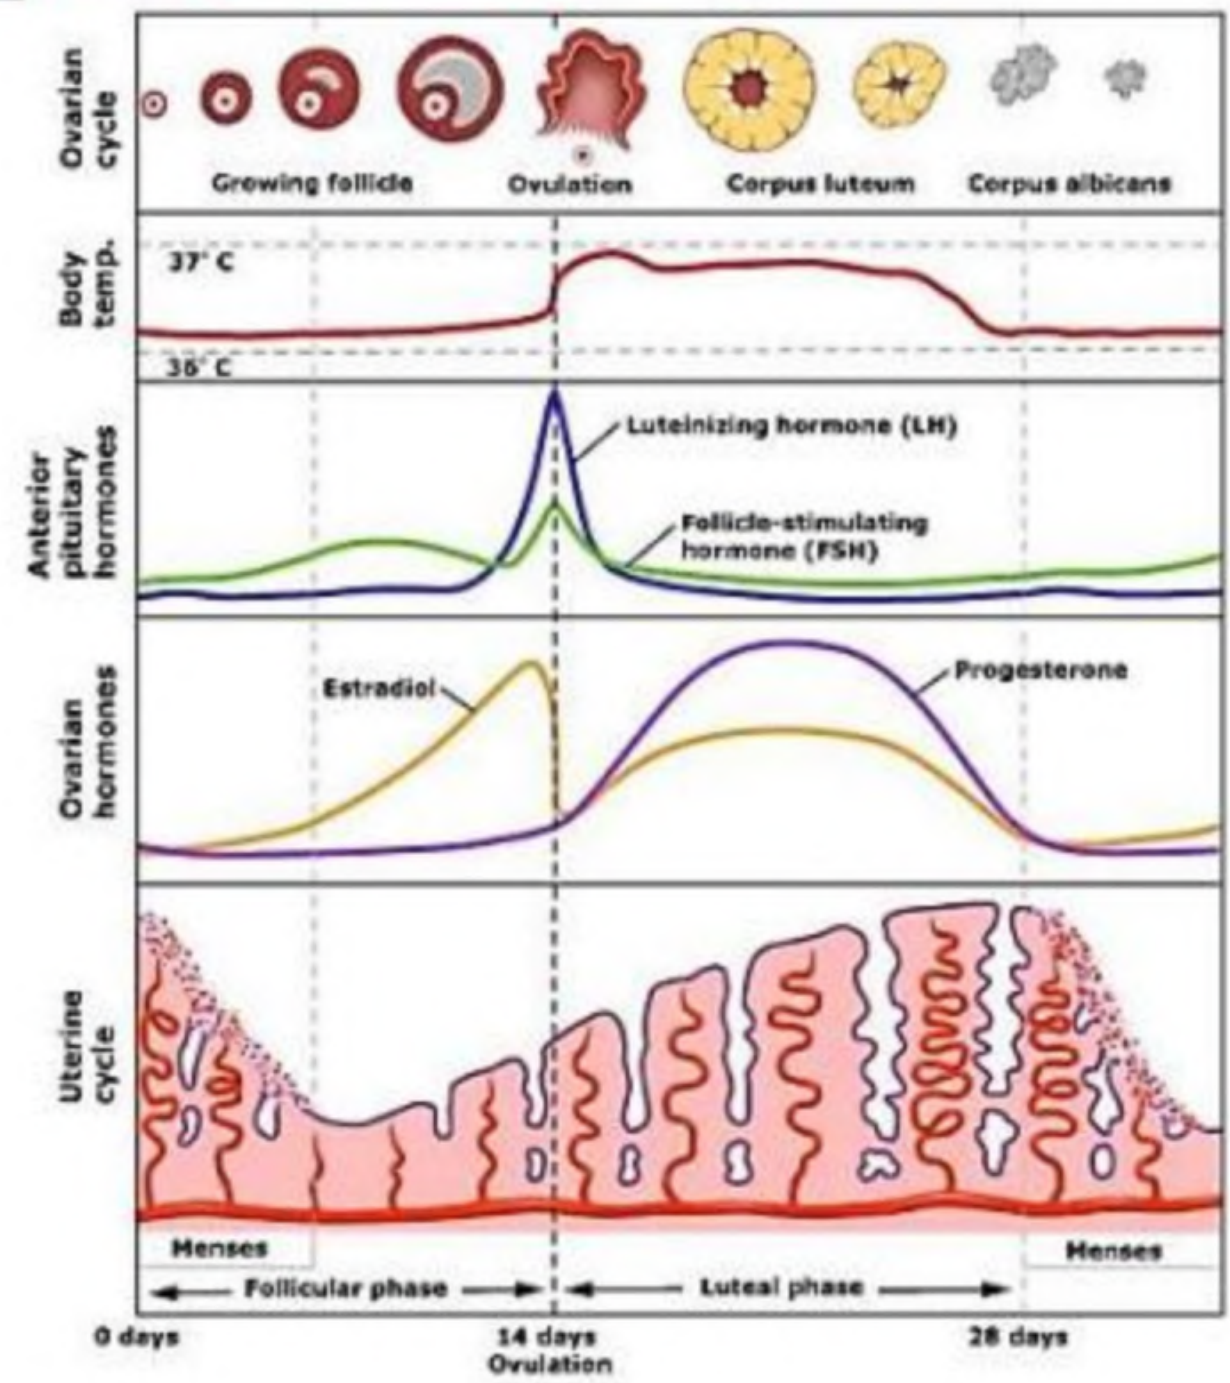 Ovarian
cycle
Growing follicle
Ovulation
Corpus luteum
Corpus albicans
Body
temp.
37° C
36° C
Anterior
pituitary
hormones
Luteinizing hormone (LH)
Follicle-stimulating
hormone (FSH)
Ovarian
hormones
Estradiol
Progesterone
Uterine
cycle
Menses
Menses
Follicular phase
Luteal phase
0 days
14 days
28 days
Ovulation